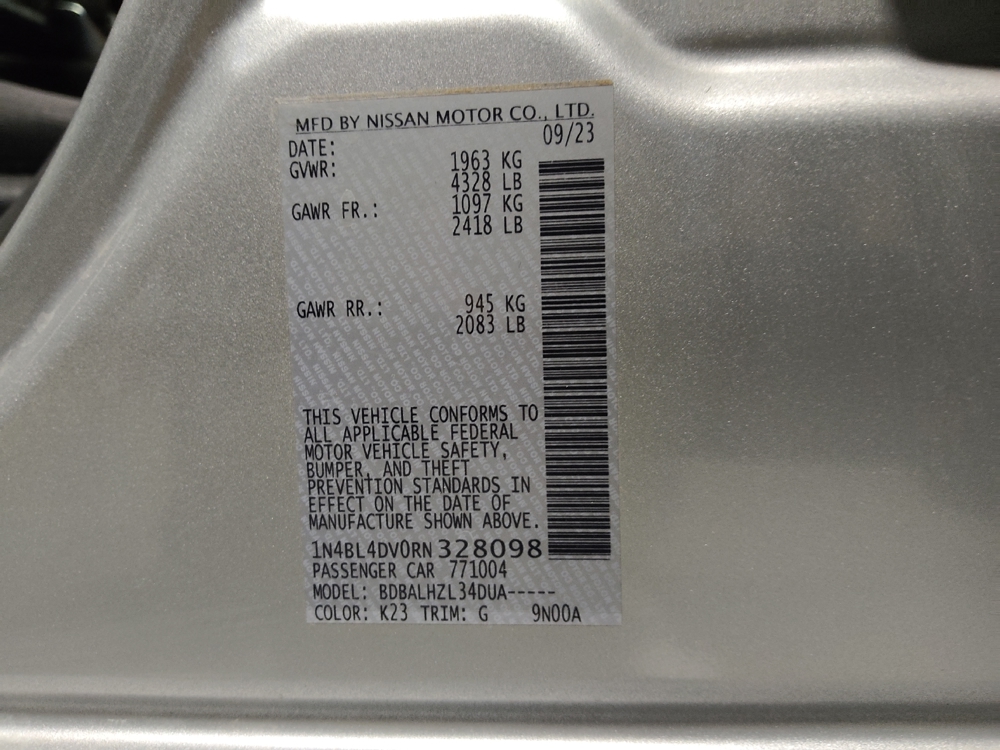 MFD BY NISSAN MOTOR CO., LTD.
DATE: 09/23
GVWR: 1963 KG
4328 LB
GAWR FR.: 1097 KG
2418 LB
GAWR RR.: 945 KG
2083 LB
THIS VEHICLE CONFORMS TO
ALL APPLICABLE FEDERAL
MOTOR VEHICLE SAFETY,
BUMPER, AND THEFT
PREVENTION STANDARDS IN
EFFECT ON THE DATE OF
MANUFACTURE SHOWN ABOVE.
1N4BL4DV0RN 328098
PASSENGER CAR 771004
MODEL: BDBALHZL34DUA-----
COLOR: K23 TRIM: G 9N00A